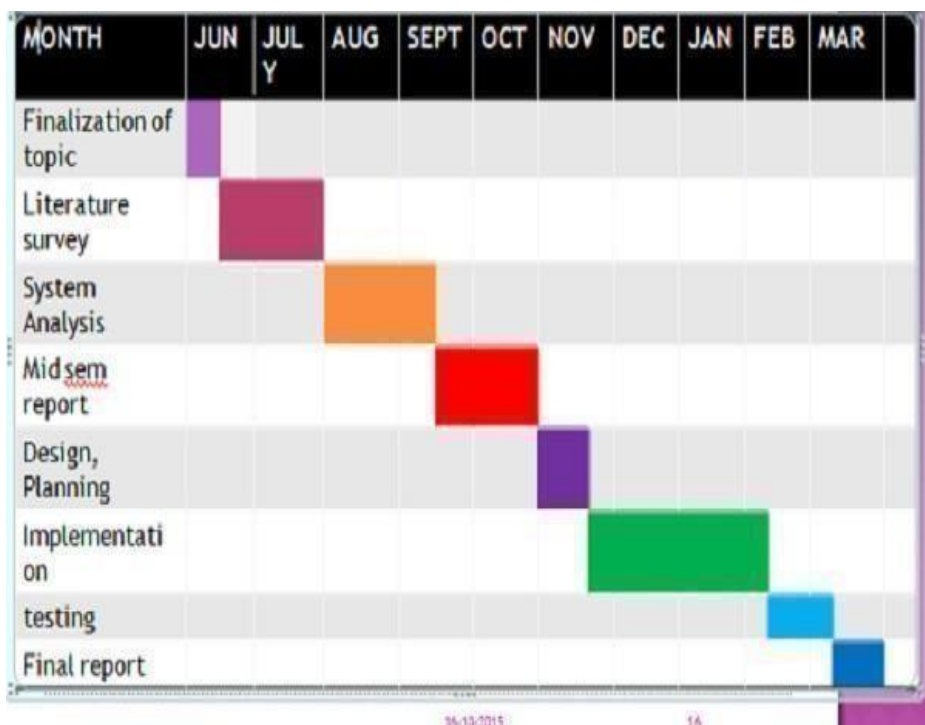 MONTH JUN JUL AUG SEPT OCT NOV DEC JAN FEB MAR
Y
Finalization of
topic
Literature
survey
System
Analysis
Mid sem
report
Design,
Planning
Implementati
on
testing
Final report
16